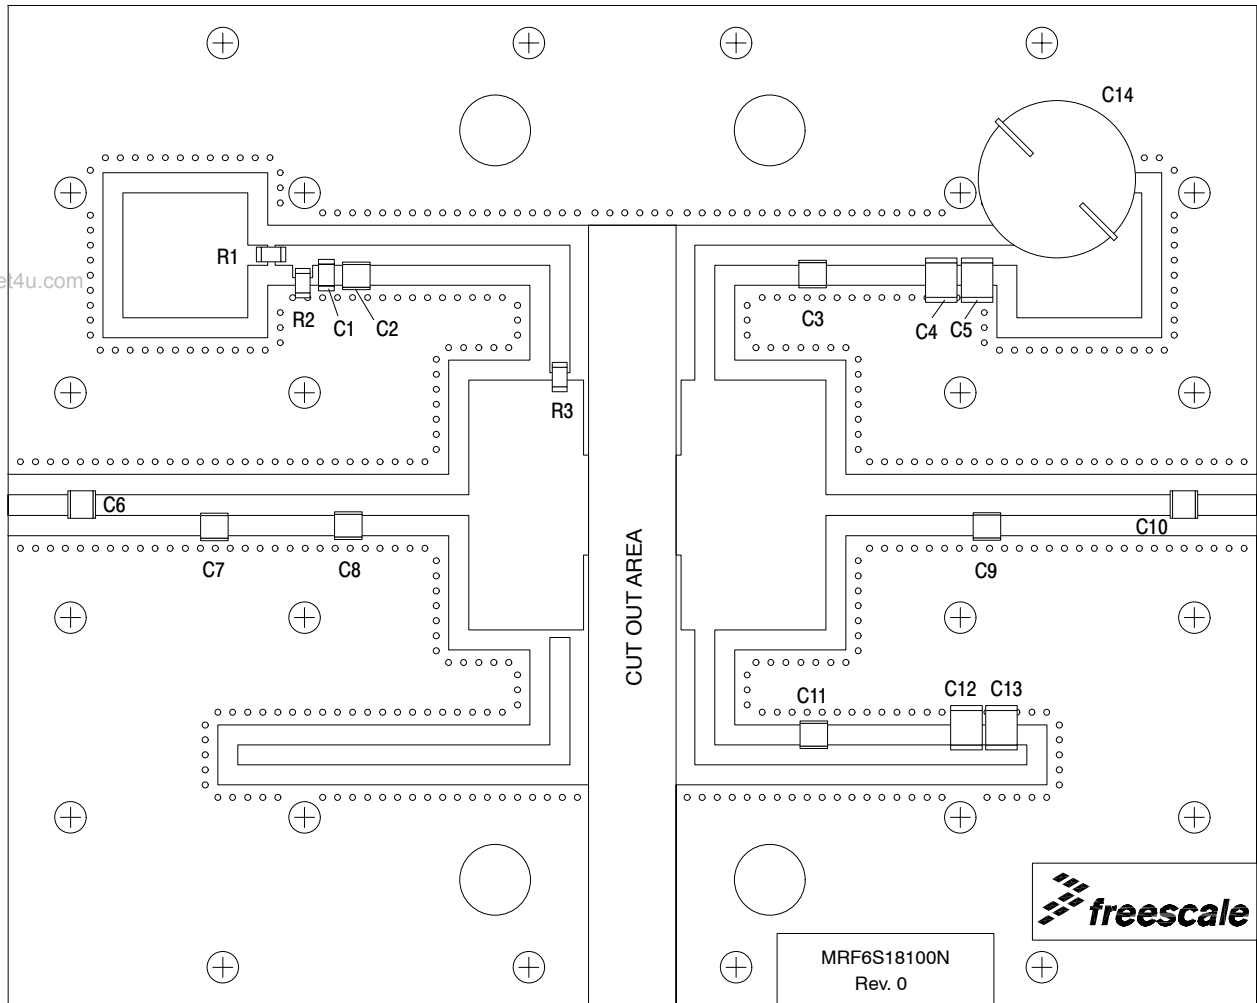 C14
R1
et4u.com
R2
C1
C2
C3
C4
C5
R3
C6
C10
C7
C8
C9
CUT OUT AREA
C11
C12
C13
freescale
MRF6S18100N
Rev. 0